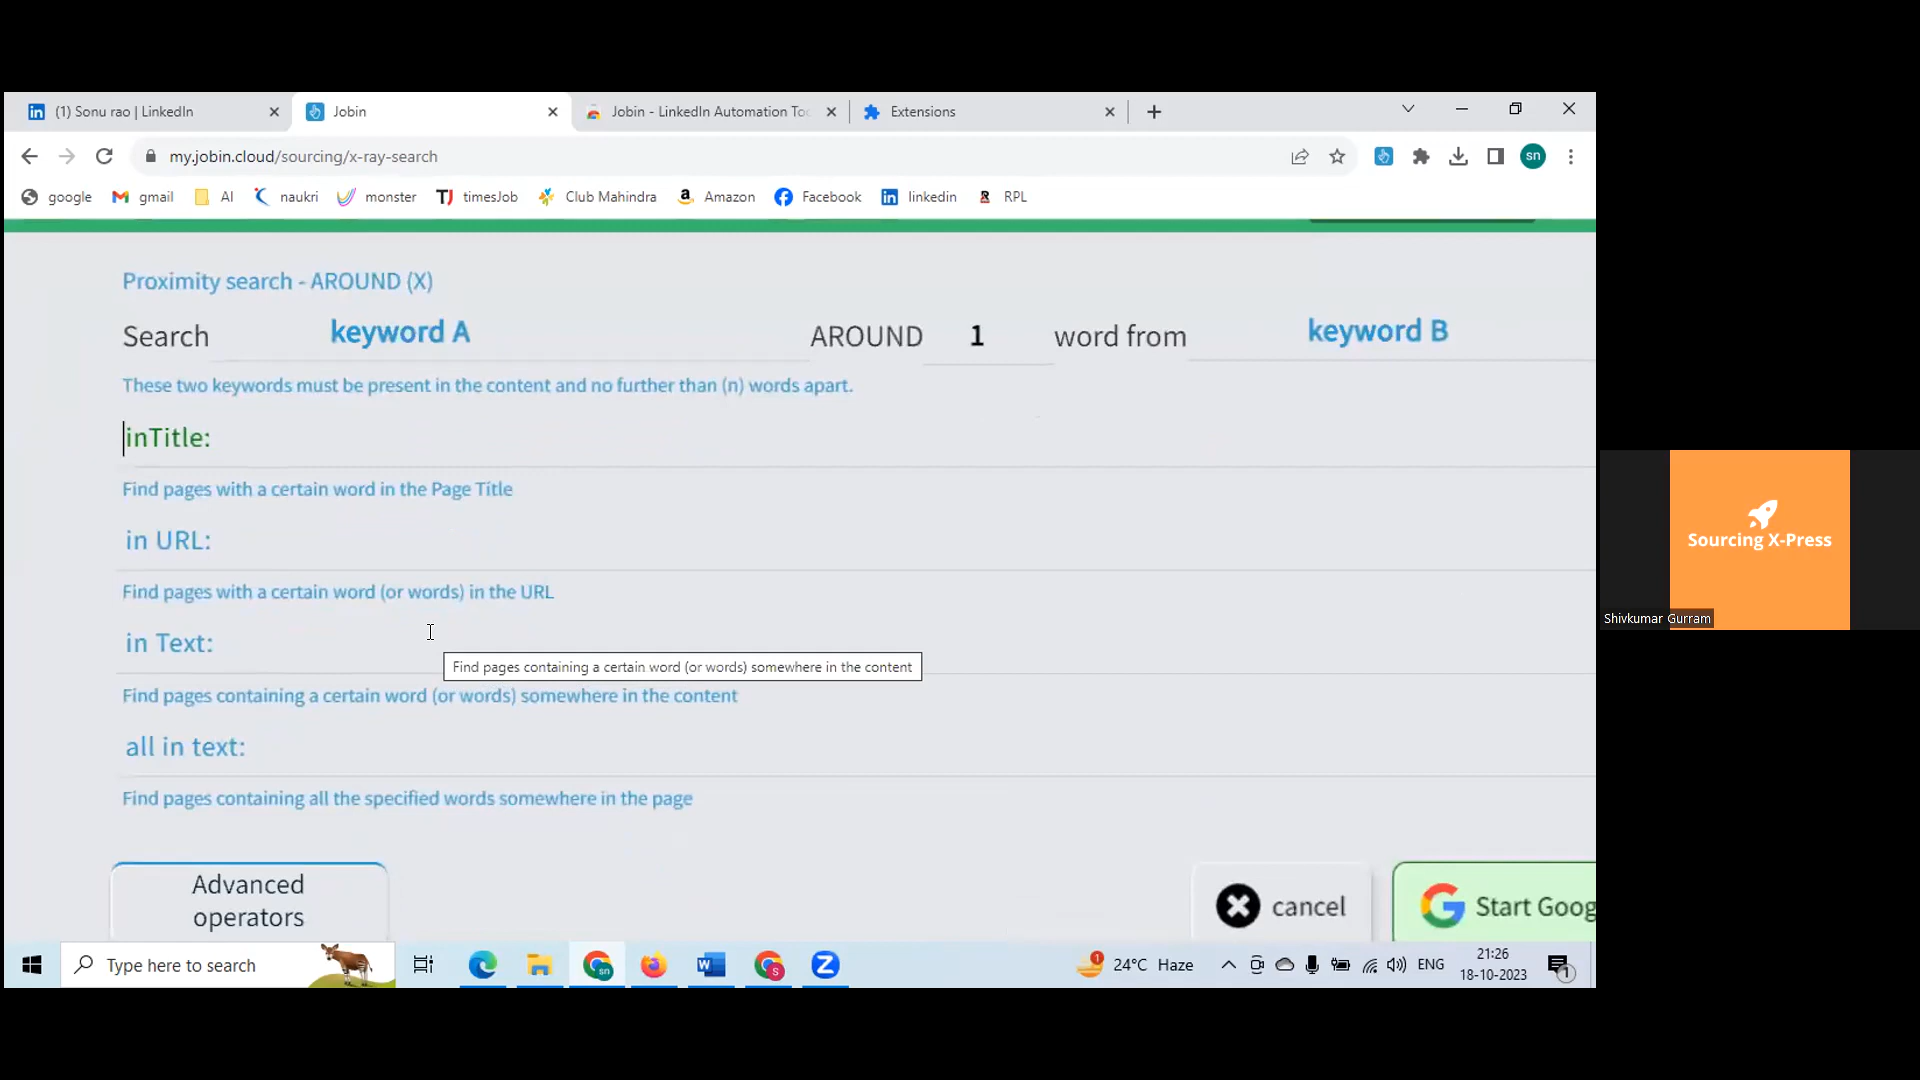 (1) Sonu rao | LinkedIn
Jobin
Jobin - LinkedIn Automation Too
Extensions
my.jobin.cloud/sourcing/x-ray-search
sn
google
gmail
AI
naukri
monster
TJ timesJob
Club Mahindra
Amazon
Facebook
linkedin
RPL
Proximity search - AROUND (X)
Search keyword A AROUND 1 word from keyword B
These two keywords must be present in the content and no further than (n) words apart.
inTitle:
Find pages with a certain word in the Page Title
in URL:
Find pages with a certain word (or words) in the URL
in Text:
Find pages containing a certain word (or words) somewhere in the content
Find pages containing a certain word (or words) somewhere in the content
all in text:
Find pages containing all the specified words somewhere in the page
Advanced
operators
cancel
Start Goog
Sourcing X-Press
Shivkumar Gurram
Type here to search
24°C Haze
ENG
21:26
18-10-2023